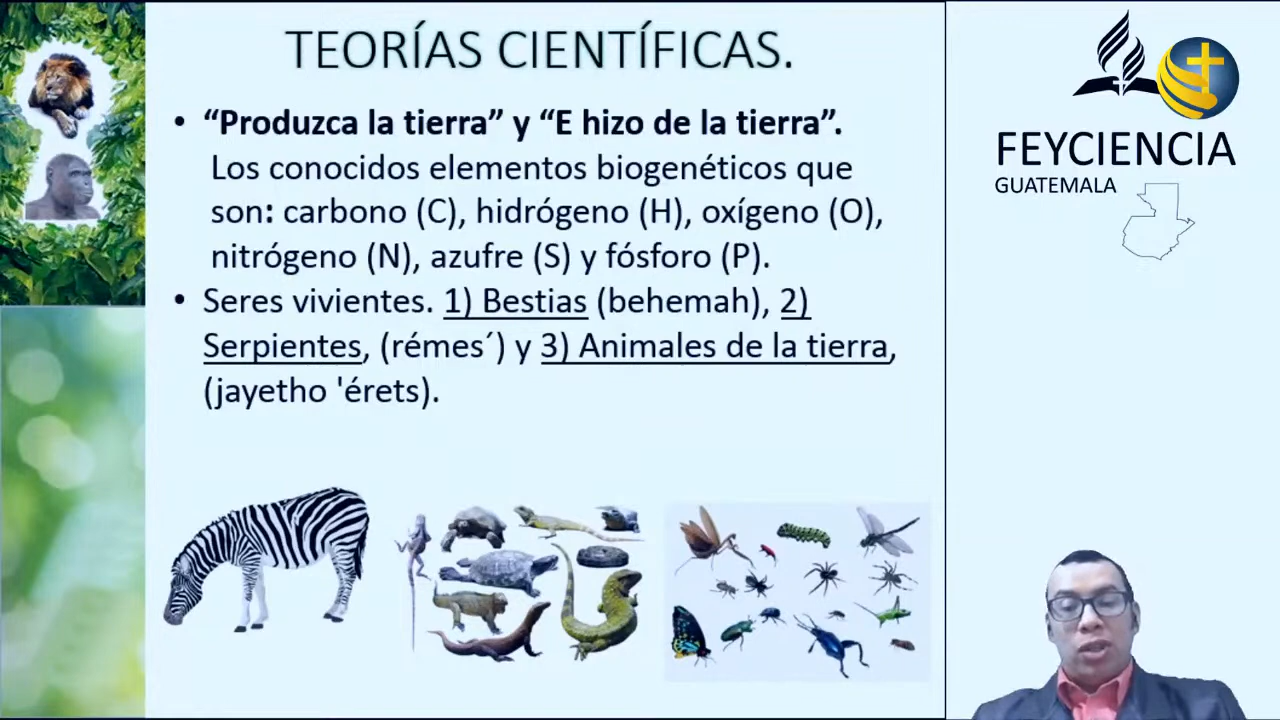 TEORÍAS CIENTÍFICAS.
• “Produzca la tierra” y “E hizo de la tierra”.
Los conocidos elementos biogenéticos que
son: carbono (C), hidrógeno (H), oxígeno (O),
nitrógeno (N), azufre (S) y fósforo (P).
• Seres vivientes. 1) Bestias (behemah), 2)
Serpientes, (rémes´) y 3) Animales de la tierra,
(jayetho 'érets).
FEYCIENCIA
GUATEMALA